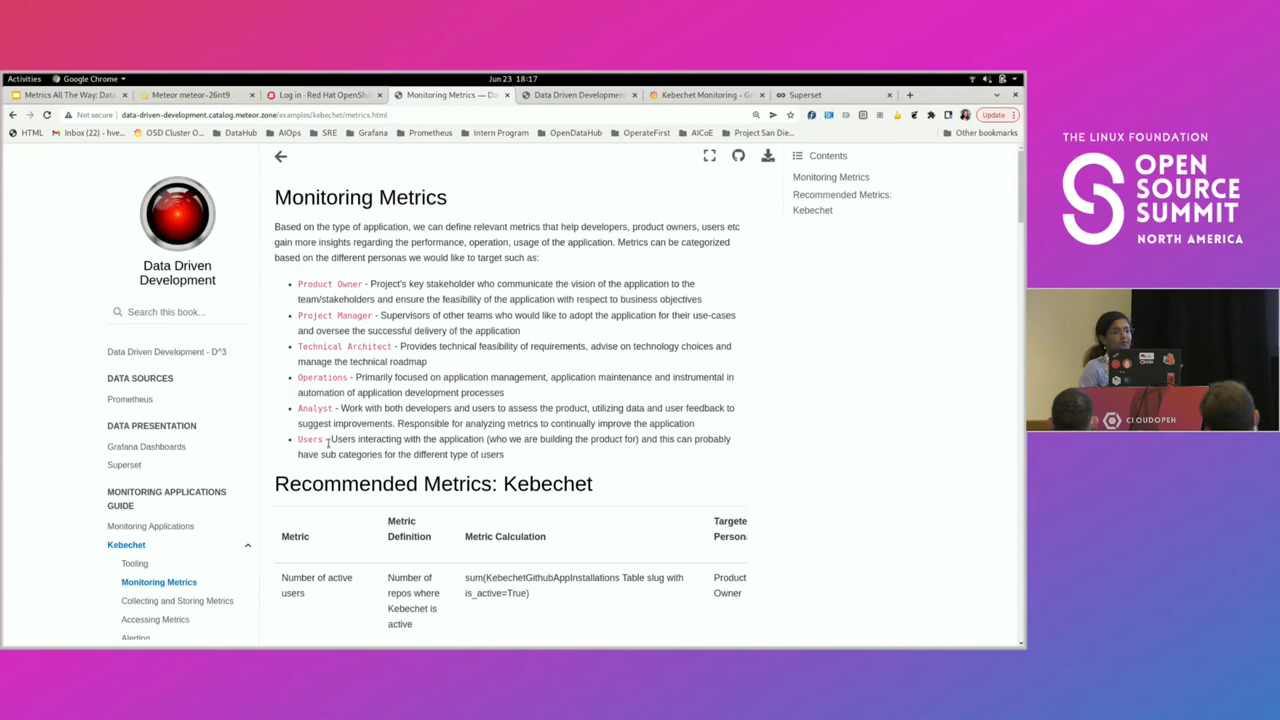 Activities
Google Chrome
Jun 23 18:17
Metrics All The Way: Data
Meteor meteor-26nt9
Log in · Red Hat OpenShift
Monitoring Metrics — Da
Data Driven Development
Kebechet Monitoring - Gr
Superset
Not secure
data-driven-development.catalog.meteor.zone/examples/kebechet/metrics.html
Update
HTML
Inbox (22) - hve...
OSD Cluster O...
DataHub
AIOps
SRE
Grafana
Prometheus
Intern Program
OpenDataHub
OperateFirst
AICoE
Project San Die...
Other bookmarks
Data Driven
Development
Search this book...
Data Driven Development - D^3
DATA SOURCES
Prometheus
DATA PRESENTATION
Grafana Dashboards
Superset
MONITORING APPLICATIONS
GUIDE
Monitoring Applications
Kebechet
Tooling
Monitoring Metrics
Collecting and Storing Metrics
Accessing Metrics
Alerting
Monitoring Metrics
Based on the type of application, we can define relevant metrics that help developers, product owners, users etc
gain more insights regarding the performance, operation, usage of the application. Metrics can be categorized
based on the different personas we would like to target such as:
Product Owner - Project's key stakeholder who communicate the vision of the application to the
team/stakeholders and ensure the feasibility of the application with respect to business objectives
Project Manager - Supervisors of other teams who would like to adopt the application for their use-cases
and oversee the successful delivery of the application
Technical Architect - Provides technical feasibility of requirements, advise on technology choices and
manage the technical roadmap
Operations - Primarily focused on application management, application maintenance and instrumental in
automation of application development processes
Analyst - Work with both developers and users to assess the product, utilizing data and user feedback to
suggest improvements. Responsible for analyzing metrics to continually improve the application
Users - Users interacting with the application (who we are building the product for) and this can probably
have sub categories for the different type of users
Recommended Metrics: Kebechet
Metric
Metric
Definition
Metric Calculation
Targete
Person
Number of active
users
Number of
repos where
Kebechet is
active
sum(KebechetGithubAppInstallations Table slug with
is_active=True)
Product
Owner
Contents
Monitoring Metrics
Recommended Metrics:
Kebechet
THE LINUX FOUNDATION
OPEN
SOURCE
SUMMIT
NORTH AMERICA
CLOUDOPEN